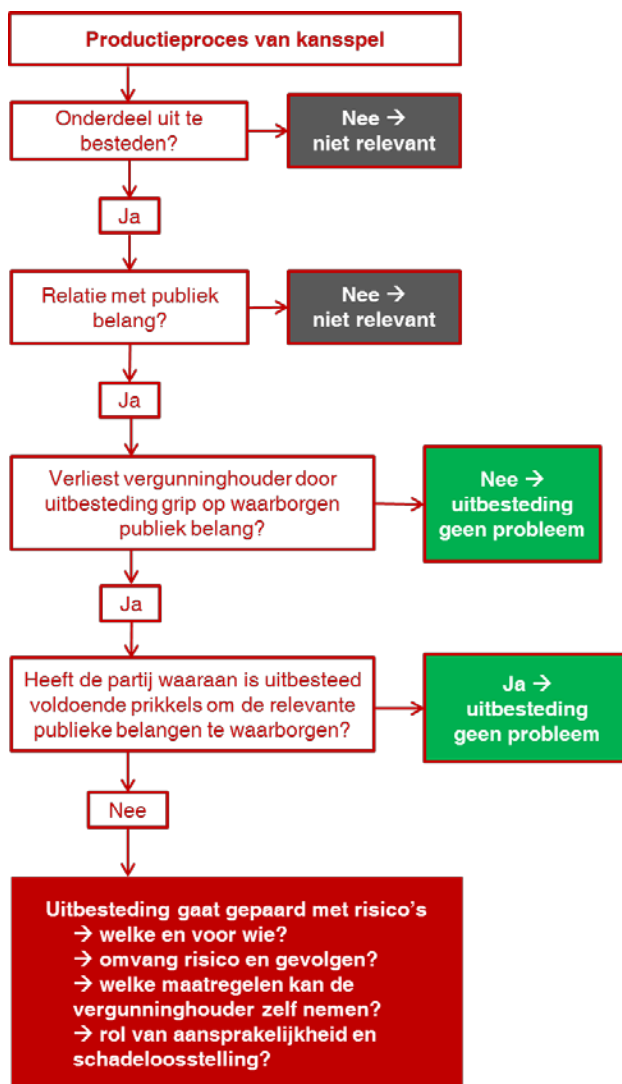 Productieproces van kansspel
Onderdeel uit te
besteden?
Nee →
niet relevant
Ja
Relatie met publiek
belang?
Nee →
niet relevant
Ja
Verliest vergunninghouder door
uitbesteding grip op waarborgen
publiek belang?
Nee →
uitbesteding
geen probleem
Ja
Heeft de partij waaraan is uitbesteed
voldoende prikkels om de relevante
publieke belangen te waarborgen?
Ja →
uitbesteding
geen probleem
Nee
Uitbesteding gaat gepaard met risico's
→ welke en voor wie?
→ omvang risico en gevolgen?
→ welke maatregelen kan de
vergunninghouder zelf nemen?
→ rol van aansprakelijkheid en
schadeloosstelling?